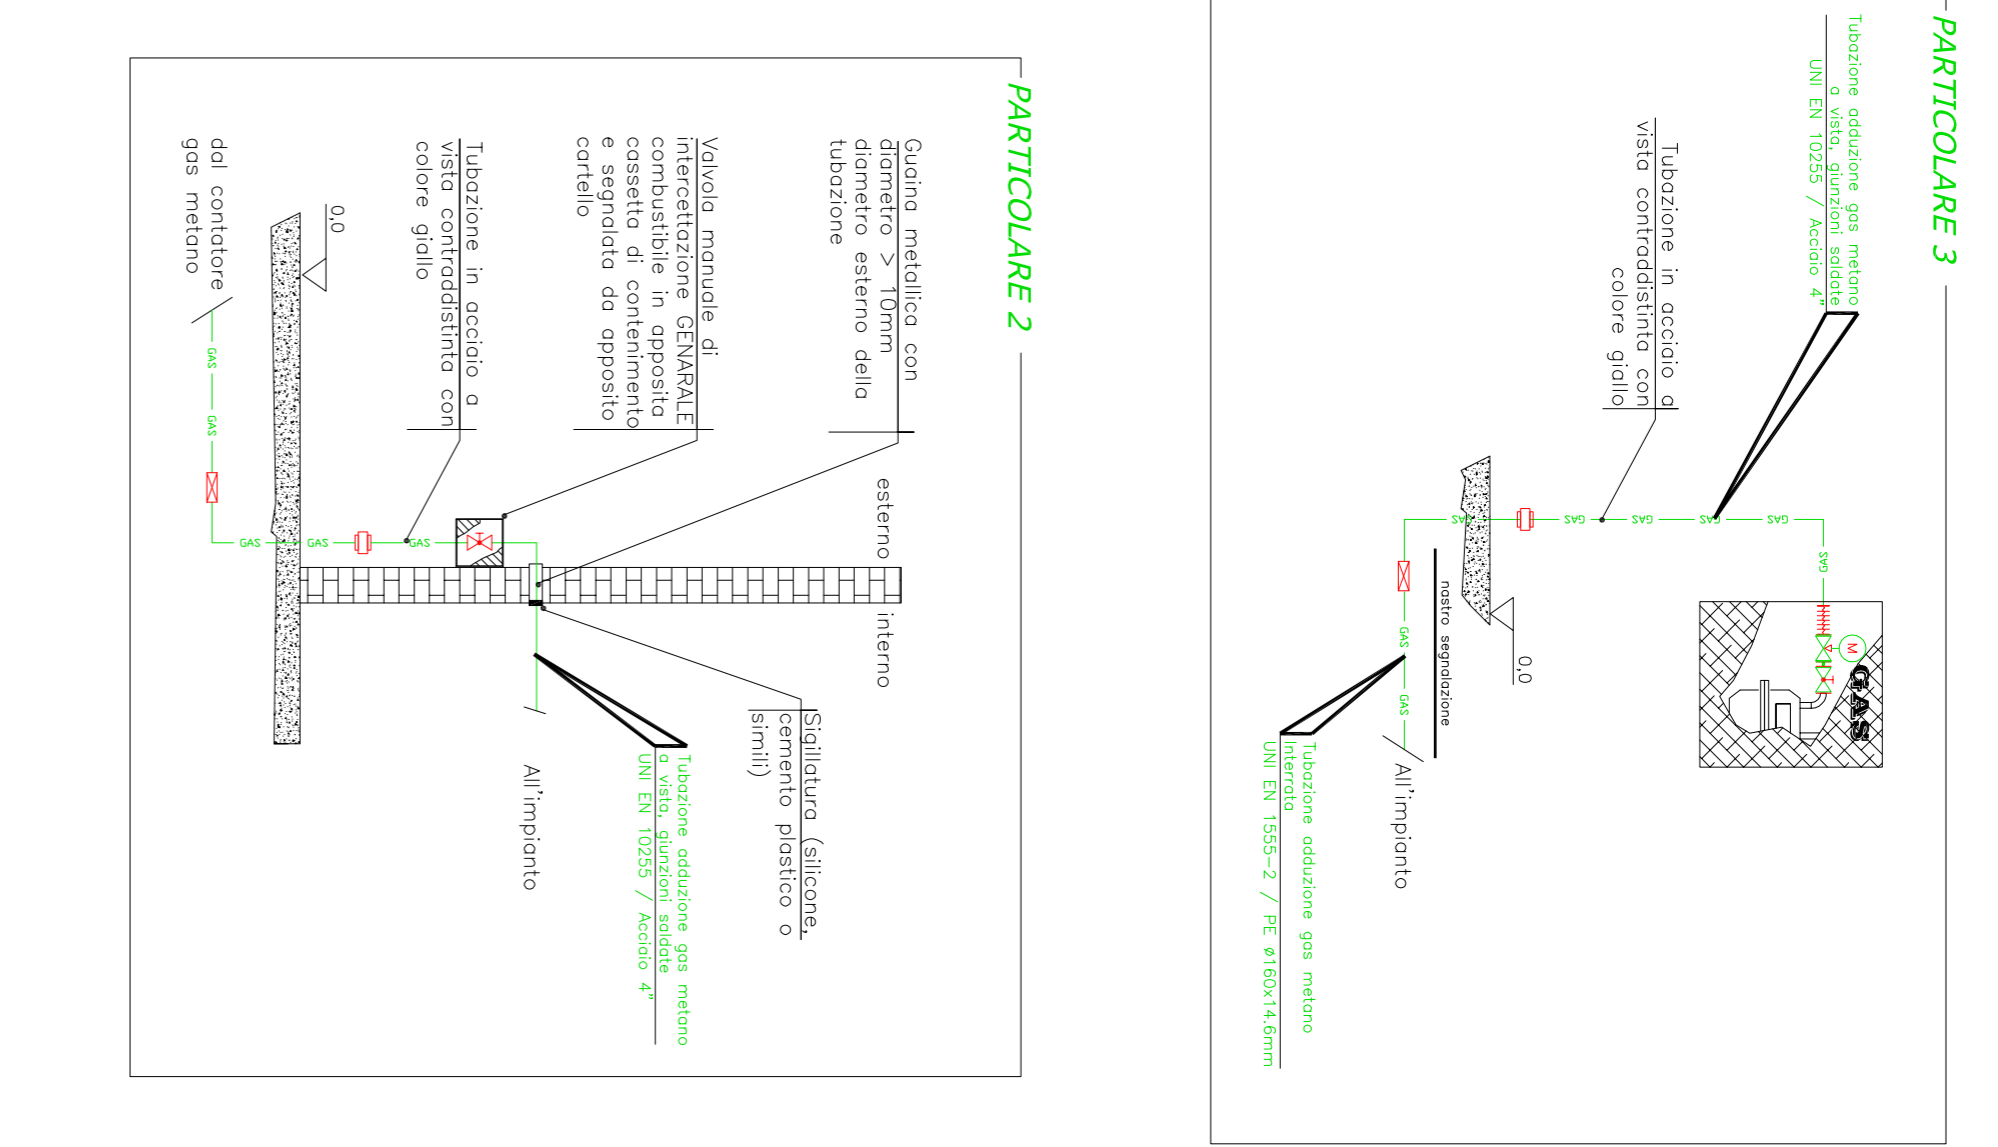 PARTICOLARE 2
Guaina metallica con
diametro > 10mm
diametro esterno della
tubazione
Valvola manuale di
intercettazione GENARALE
combustibile in apposita
cassetta di contenimento
e segnalata da apposito
cartello
Tubazione in acciaio a
vista contraddistinta con
colore giallo
0,0
dal contatore
gas metano
GAS
GAS
GAS
GAS
GAS
esterno
interno
Sigillatura (silicone,
cemento plastico o
simili)
Tubazione adduzione gas metano
a vista, giunzioni saldate
UNI EN 10255 / Acciaio 4"
All'impianto
PARTICOLARE 3
Tubazione adduzione gas metano
a vista, giunzioni saldate
UNI EN 10255 / Acciaio 4"
Tubazione in acciaio a
vista contraddistinta con
colore giallo
GAS
GAS
GAS
GAS
GAS
GAS
M
GAS
0,0
nastro segnalazione
GAS
GAS
All'impianto
Tubazione adduzione gas metano
Interrata
UNI EN 1555-2 / PE ø160x14.6mm